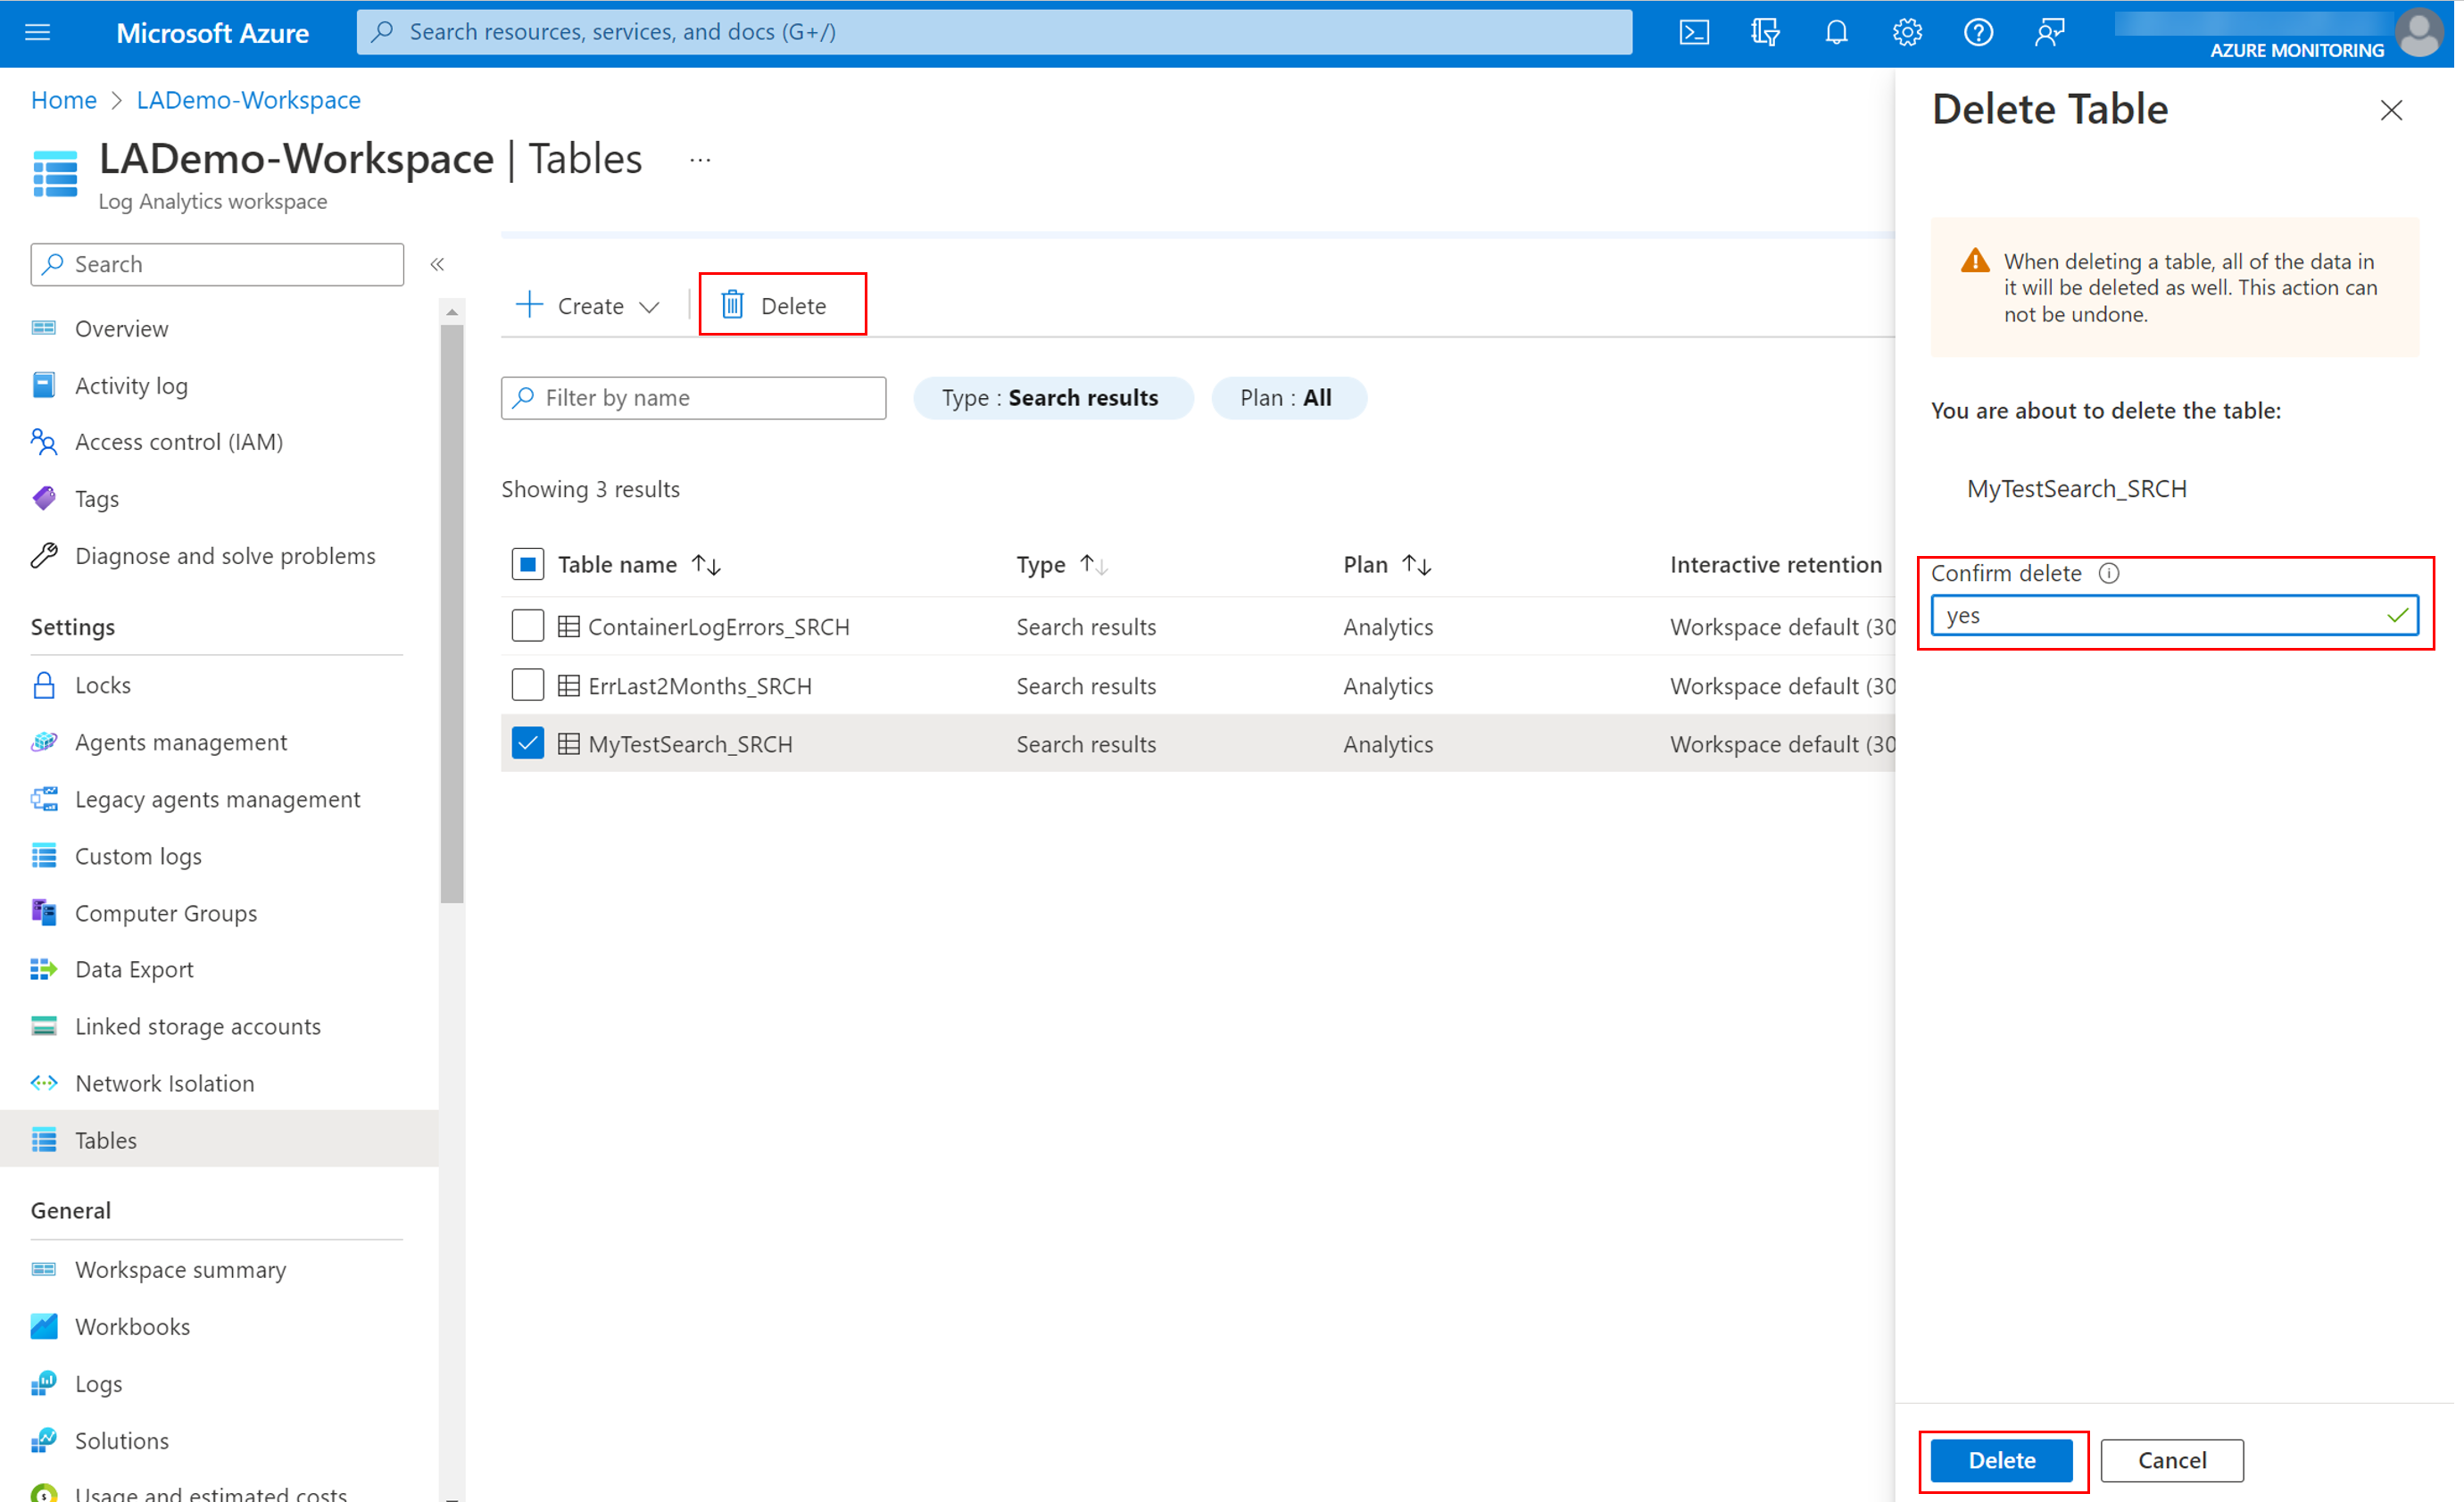 Microsoft Azure
Search resources, services, and docs (G+/)
AZURE MONITORING
Home > LADemo-Workspace
LADemo-Workspace | Tables ...
Log Analytics workspace
Search
«
Overview
Activity log
Access control (IAM)
Tags
Diagnose and solve problems
Settings
Locks
Agents management
Legacy agents management
Custom logs
Computer Groups
Data Export
Linked storage accounts
Network Isolation
Tables
General
Workspace summary
Workbooks
Logs
Solutions
Usage and estimated costs
Create
Delete
Filter by name
Type : Search results
Plan : All
Showing 3 results
Table name Type Plan Interactive retention
ContainerLogErrors_SRCH Search results Analytics Workspace default (30
ErrLast2Months_SRCH Search results Analytics Workspace default (30
MyTestSearch_SRCH Search results Analytics Workspace default (30
Delete Table
When deleting a table, all of the data in
it will be deleted as well. This action can
not be undone.
You are about to delete the table:
MyTestSearch_SRCH
Confirm delete
yes
Delete
Cancel